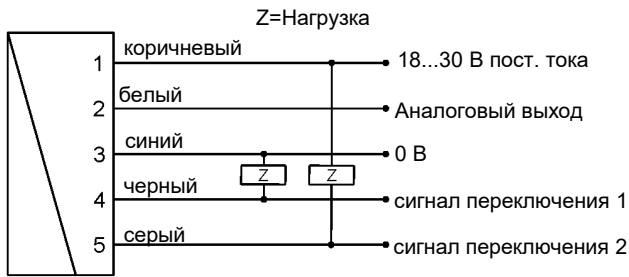 Z=Нагрузка
1 коричневый 18...30 В пост. тока
2 белый Аналоговый выход
3 синий 0 В
Z Z
4 черный сигнал переключения 1
5 серый сигнал переключения 2